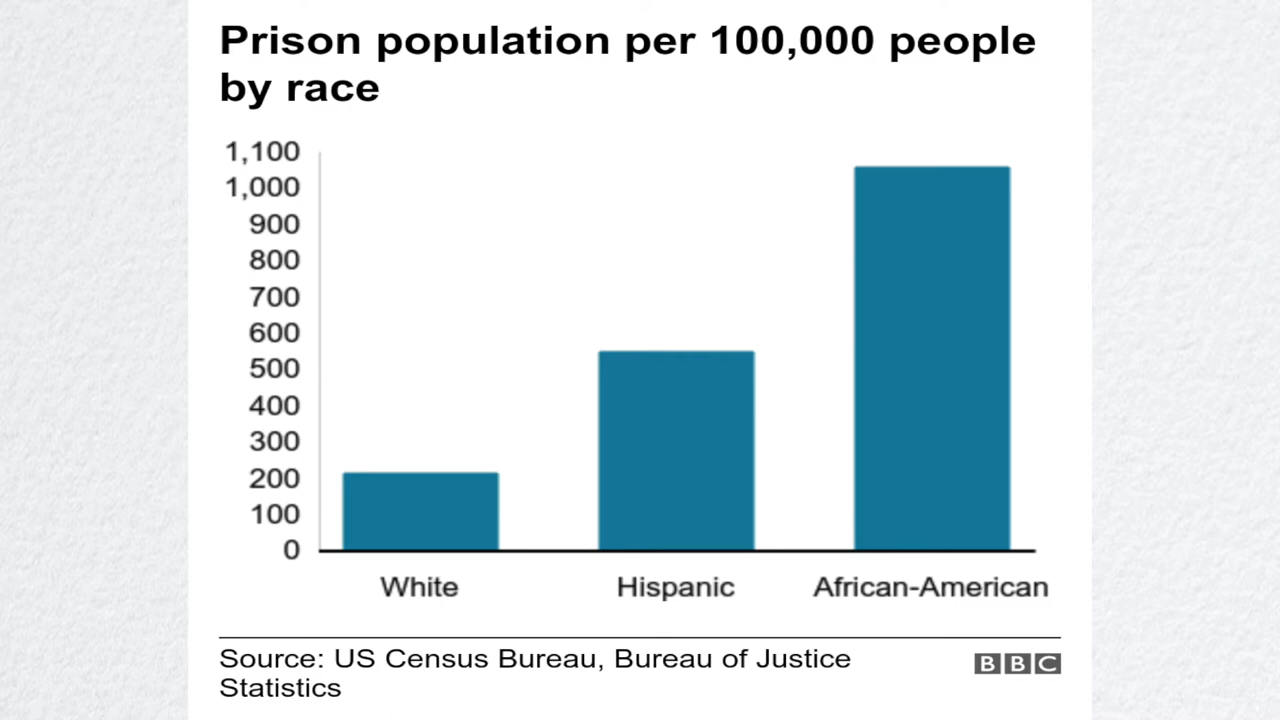 Prison population per 100,000 people
by race
1,100
1,000
900
800
700
600
500
400
300
200
100
0
White Hispanic African-American
Source: US Census Bureau, Bureau of Justice
Statistics
BBC